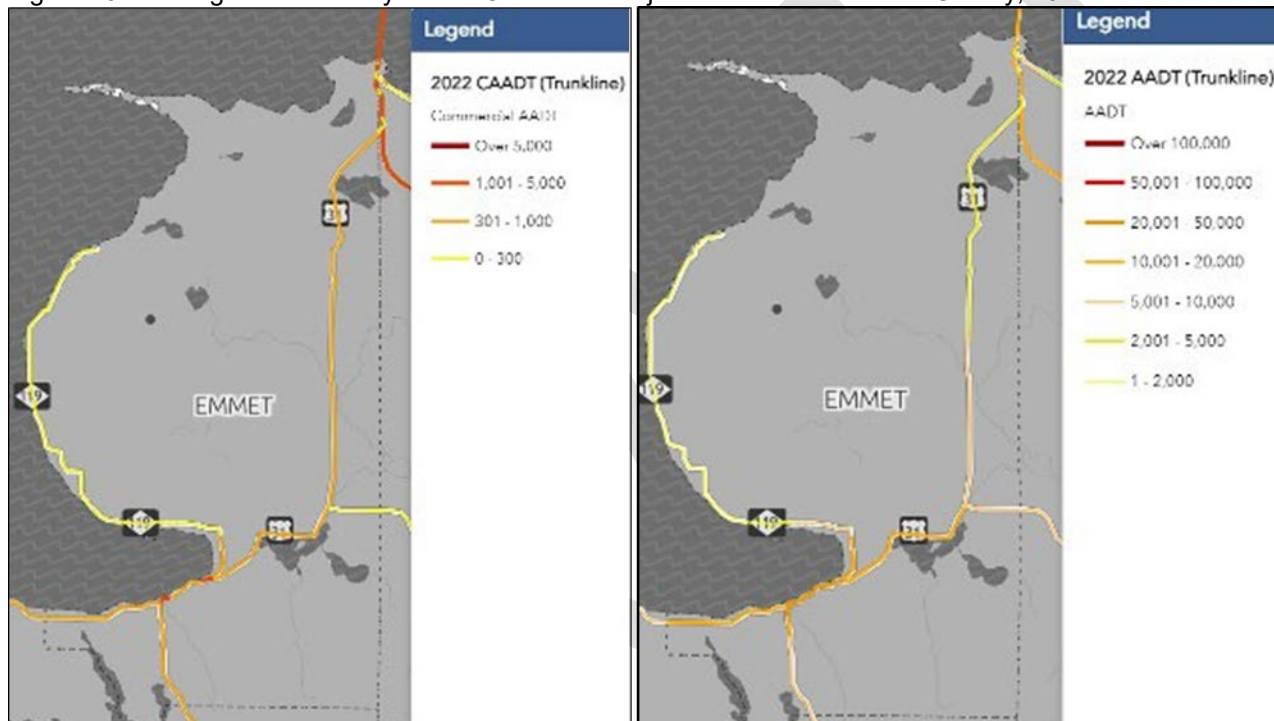 Legend
2022 CAADT (Trunkline)
Commercial AADT
Over 5,000
1,001 - 5,000
301 - 1,000
0 - 300
31
119
EMMET
119
Legend
2022 AADT (Trunkline)
AADT
Over 100,000
50,001 - 100,000
20,001 - 50,000
10,001 - 20,000
5,001 - 10,000
2,001 - 5,000
1 - 2,000
31
119
EMMET
119